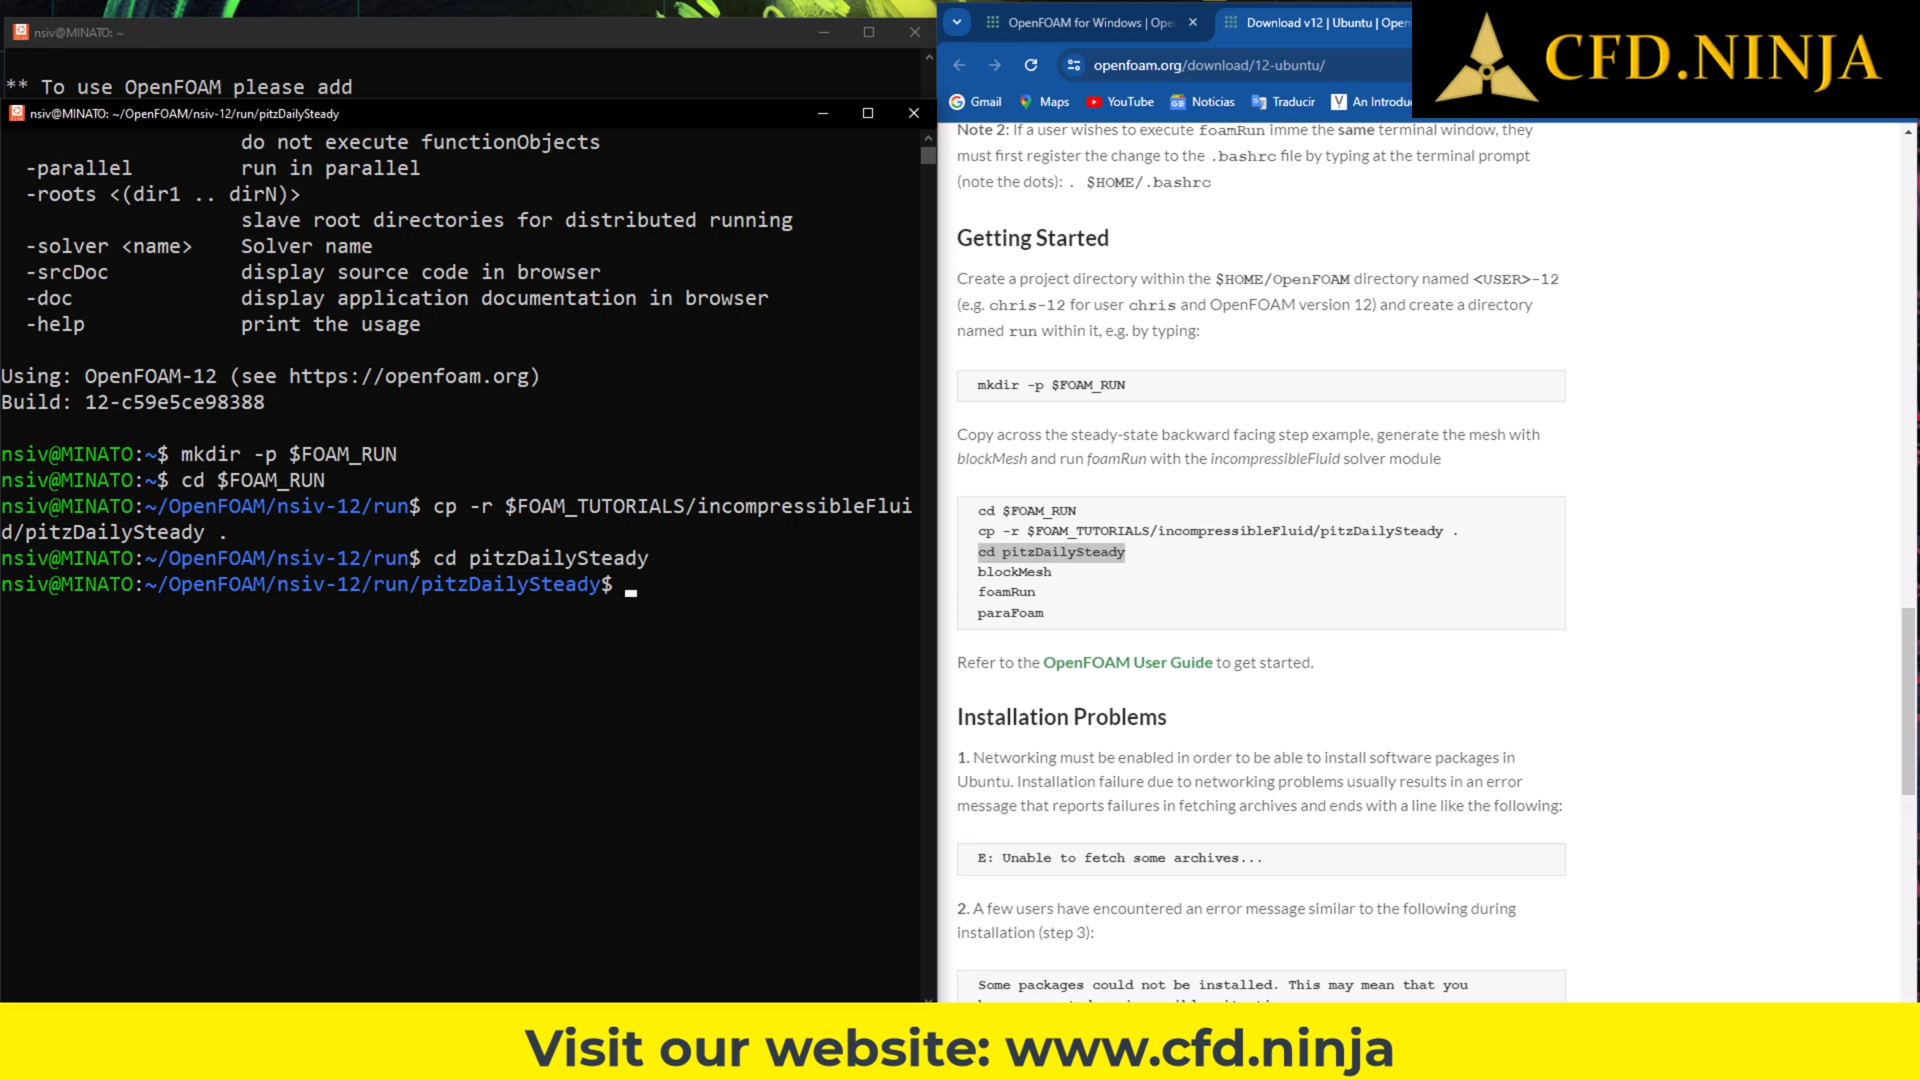 nsiv@MINATO: ~
** To use OpenFOAM please add
nsiv@MINATO: ~/OpenFOAM/nsiv-12/run/pitzDailySteady
do not execute functionObjects
-parallel run in parallel
-roots <(dir1 .. dirN)>
slave root directories for distributed running
-solver <name> Solver name
-srcDoc display source code in browser
-doc display application documentation in browser
-help print the usage
Using: OpenFOAM-12 (see https://openfoam.org)
Build: 12-c59e5ce98388
nsiv@MINATO:~$ mkdir -p $FOAM_RUN
nsiv@MINATO:~$ cd $FOAM_RUN
nsiv@MINATO:~/OpenFOAM/nsiv-12/run$ cp -r $FOAM_TUTORIALS/incompressibleFlui
d/pitzDailySteady .
nsiv@MINATO:~/OpenFOAM/nsiv-12/run$ cd pitzDailySteady
nsiv@MINATO:~/OpenFOAM/nsiv-12/run/pitzDailySteady$
OpenFOAM for Windows | Ope
Download v12 | Ubuntu | Open
openfoam.org/download/12-ubuntu/
Gmail Maps YouTube Noticias Traducir An Introdu
CFD.NINJA
Note 2: If a user wishes to execute foamRun imme the same terminal window, they
must first register the change to the .bashrc file by typing at the terminal prompt
(note the dots): . $HOME/.bashrc
Getting Started
Create a project directory within the $HOME/OpenFOAM directory named <USER>-12
(e.g. chris-12 for user chris and OpenFOAM version 12) and create a directory
named run within it, e.g. by typing:
mkdir -p $FOAM_RUN
Copy across the steady-state backward facing step example, generate the mesh with
blockMesh and run foamRun with the incompressibleFluid solver module
cd $FOAM_RUN
cp -r $FOAM_TUTORIALS/incompressibleFluid/pitzDailySteady .
cd pitzDailySteady
blockMesh
foamRun
paraFoam
Refer to the OpenFOAM User Guide to get started.
Installation Problems
1. Networking must be enabled in order to be able to install software packages in
Ubuntu. Installation failure due to networking problems usually results in an error
message that reports failures in fetching archives and ends with a line like the following:
E: Unable to fetch some archives...
2. A few users have encountered an error message similar to the following during
installation (step 3):
Some packages could not be installed. This may mean that you
Visit our website: www.cfd.ninja